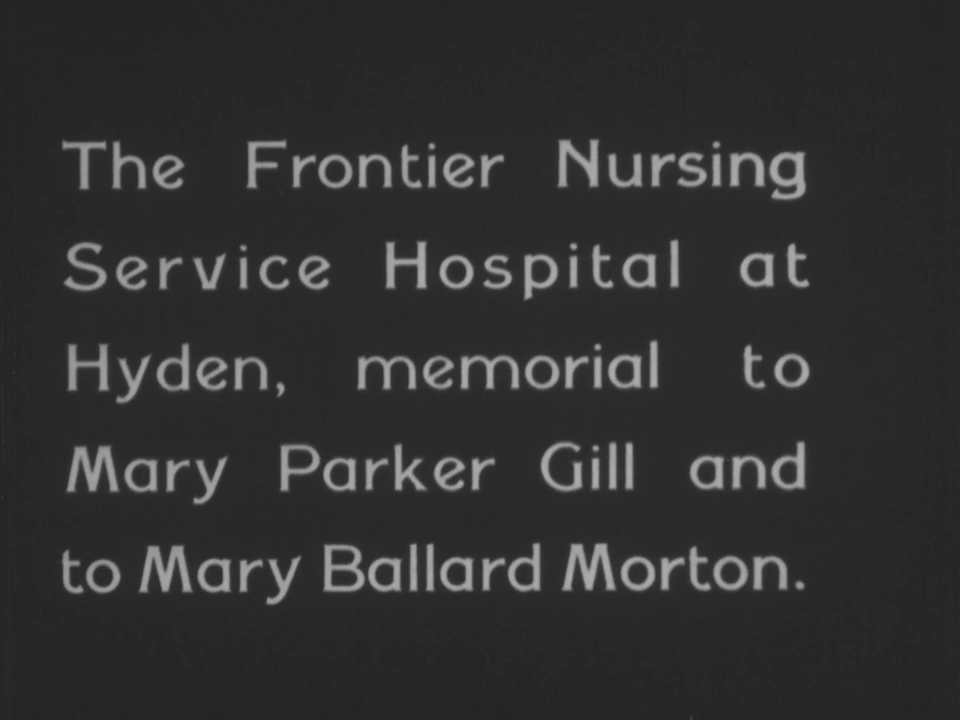 The Frontier Nursing
Service Hospital at
Hyden, memorial to
Mary Parker Gill and
to Mary Ballard Morton.